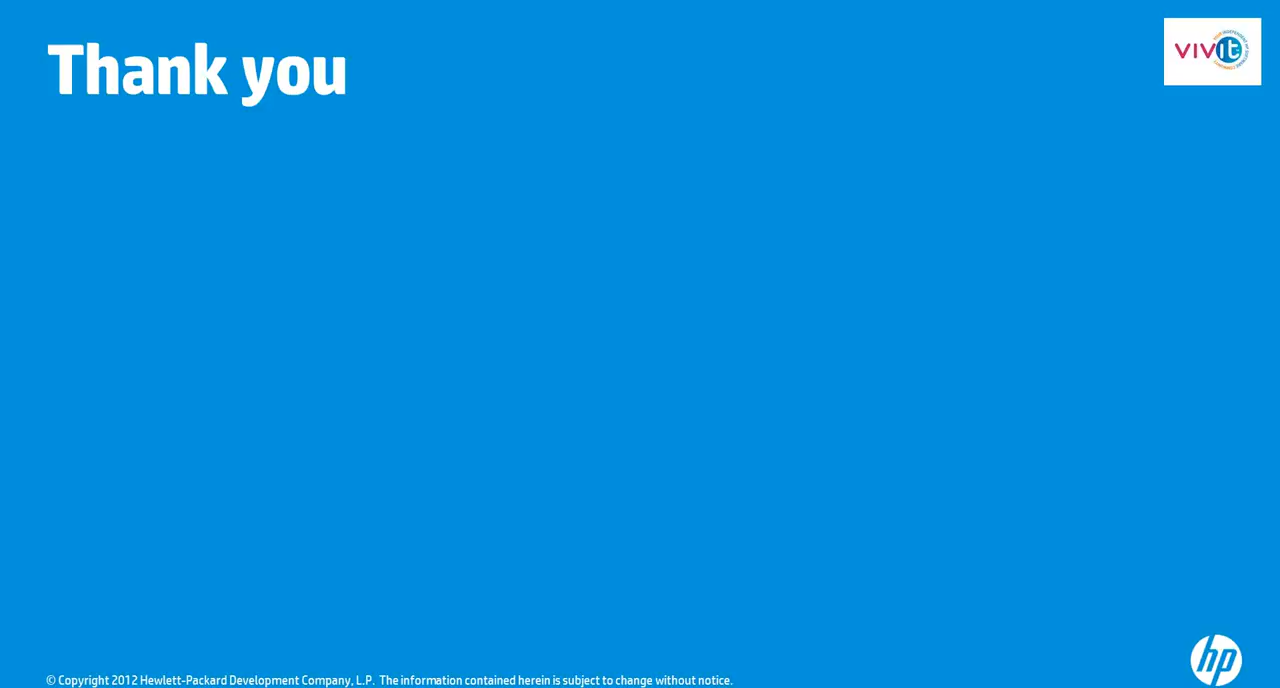 Thank you
vivit
hp
© Copyright 2012 Hewlett-Packard Development Company, L.P. The information contained herein is subject to change without notice.